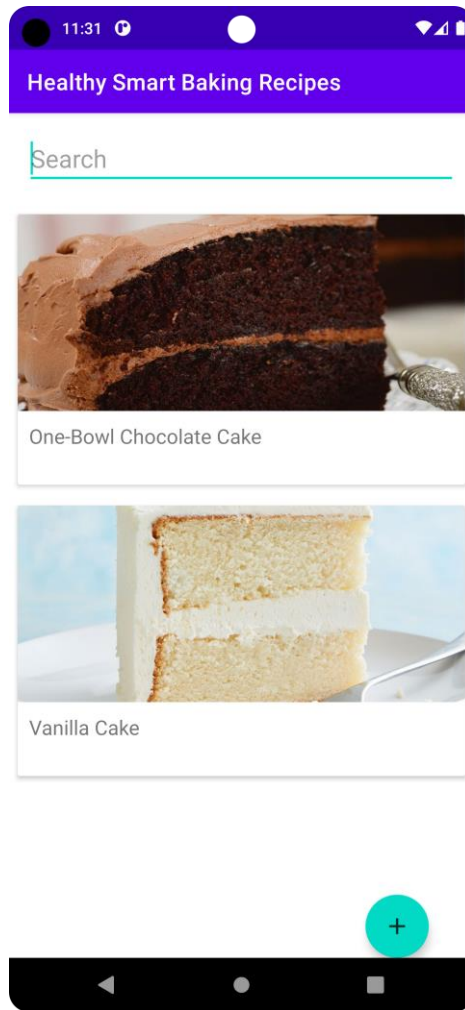 11:31
Healthy Smart Baking Recipes
Search
One-Bowl Chocolate Cake
Vanilla Cake
+